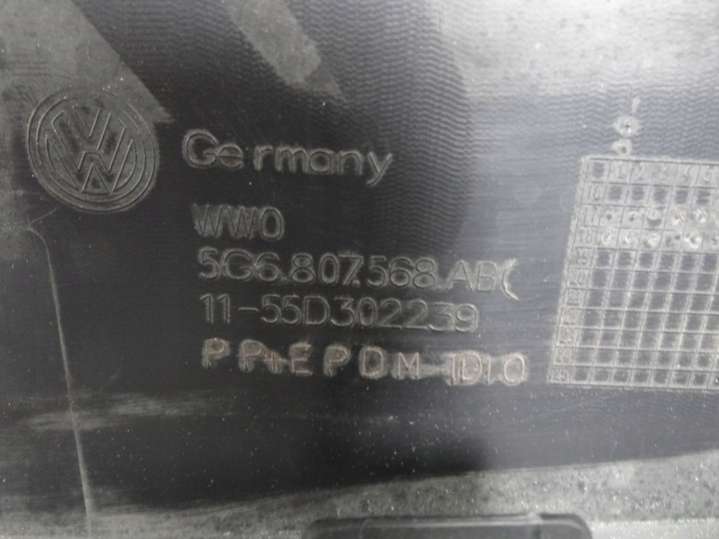 Germany
WWO
5G6.807.568.AB
11-55D302239
PP+EPDM-TD10